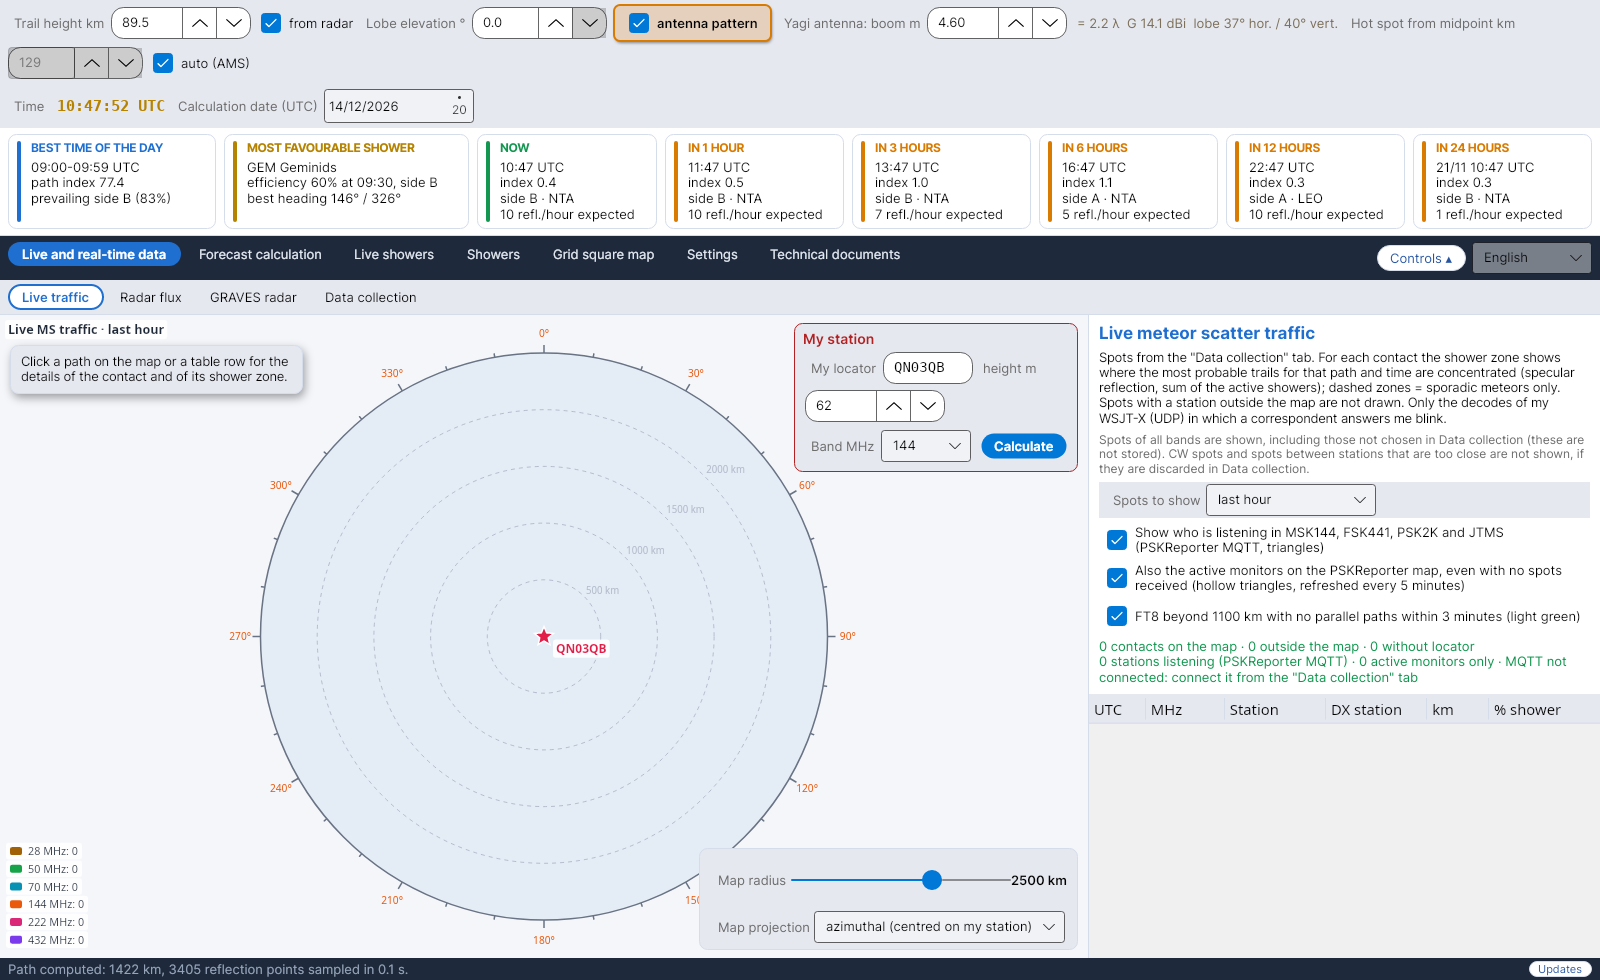 Trail height km 89.5 from radar Lobe elevation ° 0.0 antenna pattern Yagi antenna: boom m 4.60 = 2.2 λ G 14.1 dBi lobe 37° hor. / 40° vert. Hot spot from midpoint km
129 auto (AMS)
Time 10:47:52 UTC Calculation date (UTC) 14/12/2026 20
BEST TIME OF THE DAY
09:00-09:59 UTC
path index 77.4
prevailing side B (83%)
MOST FAVOURABLE SHOWER
GEM Geminids
efficiency 60% at 09:30, side B
best heading 146° / 326°
NOW
10:47 UTC
index 0.4
side B · NTA
10 refl./hour expected
IN 1 HOUR
11:47 UTC
index 0.5
side B · NTA
10 refl./hour expected
IN 3 HOURS
13:47 UTC
index 1.0
side B · NTA
7 refl./hour expected
IN 6 HOURS
16:47 UTC
index 1.1
side A · NTA
5 refl./hour expected
IN 12 HOURS
22:47 UTC
index 0.3
side A · LEO
10 refl./hour expected
IN 24 HOURS
21/11 10:47 UTC
index 0.3
side B · NTA
1 refl./hour expected
Live and real-time data Forecast calculation Live showers Showers Grid square map Settings Technical documents Controls ▴ English
Live traffic Radar flux GRAVES radar Data collection
Live MS traffic · last hour
Click a path on the map or a table row for the
details of the contact and of its shower zone.
0°
30°
60°
90°
120°
150
180°
210°
240°
270°
300°
330°
2000 km
1500 km
1000 km
500 km
QN03QB
My station
My locator QN03QB height m
62
Band MHz 144 Calculate
28 MHz: 0
50 MHz: 0
70 MHz: 0
144 MHz: 0
222 MHz: 0
432 MHz: 0
Map radius 2500 km
Map projection azimuthal (centred on my station)
Live meteor scatter traffic
Spots from the "Data collection" tab. For each contact the shower zone shows
where the most probable trails for that path and time are concentrated (specular
reflection, sum of the active showers); dashed zones = sporadic meteors only.
Spots with a station outside the map are not drawn. Only the decodes of my
WSJT-X (UDP) in which a correspondent answers me blink.
Spots of all bands are shown, including those not chosen in Data collection (these are
not stored). CW spots and spots between stations that are too close are not shown, if
they are discarded in Data collection.
Spots to show last hour
Show who is listening in MSK144, FSK441, PSK2K and JTMS
(PSKReporter MQTT, triangles)
Also the active monitors on the PSKReporter map, even with no spots
received (hollow triangles, refreshed every 5 minutes)
FT8 beyond 1100 km with no parallel paths within 3 minutes (light green)
0 contacts on the map · 0 outside the map · 0 without locator
0 stations listening (PSKReporter MQTT) · 0 active monitors only · MQTT not
connected: connect it from the "Data collection" tab
UTC MHz Station DX station km % shower
Path computed: 1422 km, 3405 reflection points sampled in 0.1 s. Updates